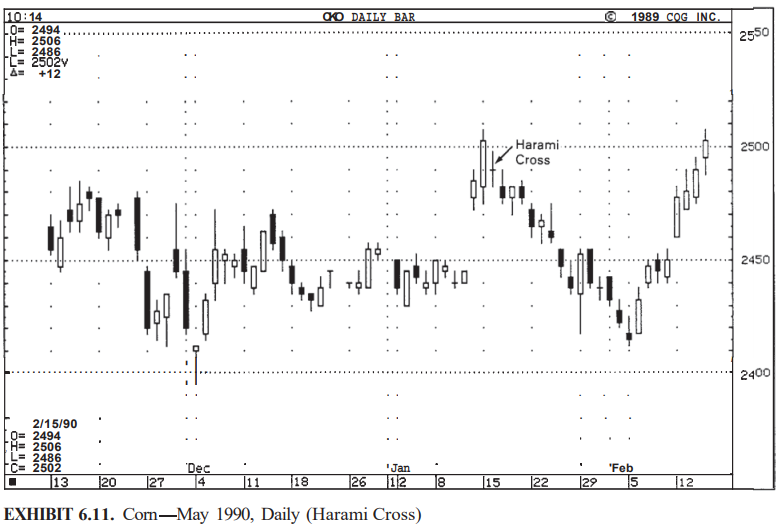 10:14 CKD DAILY BAR © 1989 CQG INC.
O= 2494
H= 2506
L= 2486
L= 2502V
Δ= +12
2550
Harami
Cross
2500
2450
2400
2/15/90
O= 2494
H= 2506
L= 2486
C= 2502
'Dec 'Jan 'Feb
13 20 27 4 11 18 26 1 2 8 15 22 29 5 12
EXHIBIT 6.11. Corn—May 1990, Daily (Harami Cross)